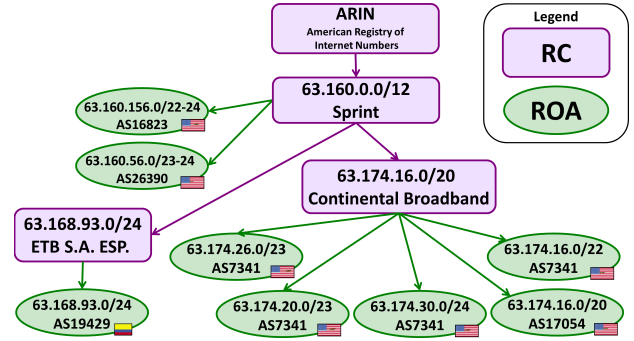 ARIN
American Registry of
Internet Numbers
Legend
RC
ROA
63.160.0.0/12
Sprint
63.160.156.0/22-24
AS16823
63.160.56.0/23-24
AS26390
63.174.16.0/20
Continental Broadband
63.168.93.0/24
ETB S.A. ESP.
63.174.26.0/23
AS7341
63.174.16.0/22
AS7341
63.168.93.0/24
AS19429
63.174.20.0/23
AS7341
63.174.30.0/24
AS7341
63.174.16.0/20
AS17054